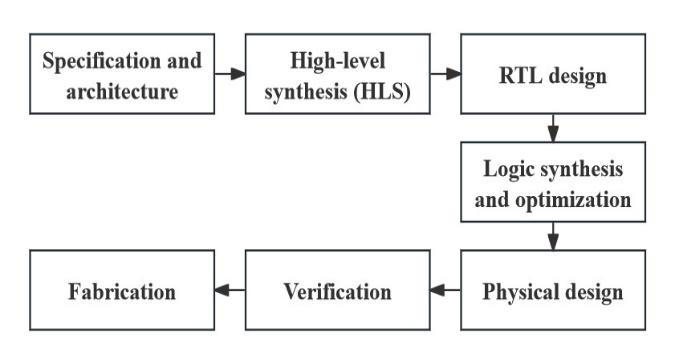 Specification and
architecture
High-level
synthesis (HLS)
RTL design
Logic synthesis
and optimization
Physical design
Verification
Fabrication